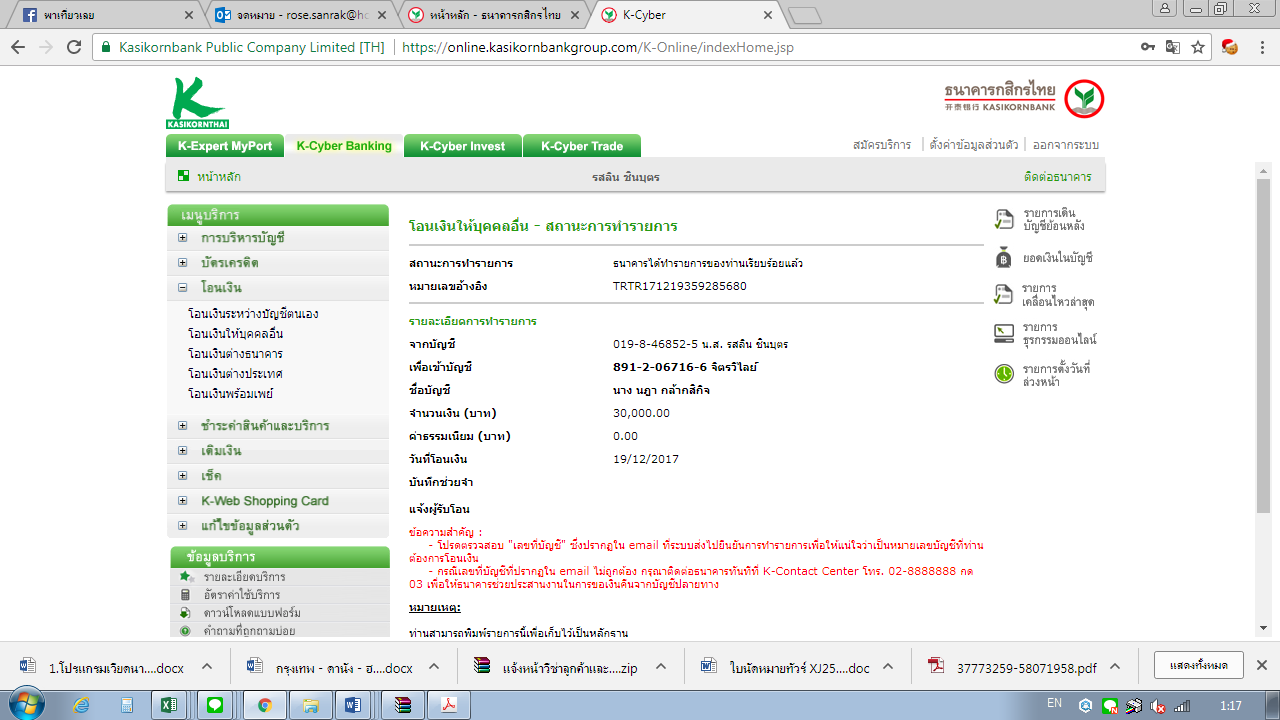 พาเที่ยวเลย
จดหมาย - rose.sanrak@ho
หน้าหลัก - ธนาคารกสิกรไทย
K-Cyber
Kasikornbank Public Company Limited [TH]
https://online.kasikornbankgroup.com/K-Online/indexHome.jsp
K
KASIKORNTHAI
ธนาคารกสิกรไทย
开泰银行 KASIKORNBANK
K-Expert MyPort
K-Cyber Banking
K-Cyber Invest
K-Cyber Trade
สมัครบริการ
ตั้งค่าข้อมูลส่วนตัว
ออกจากระบบ
หน้าหลัก
รสลิน ชินบุตร
ติดต่อธนาคาร
เมนูบริการ
การบริหารบัญชี
บัตรเครดิต
โอนเงิน
โอนเงินระหว่างบัญชีตนเอง
โอนเงินให้บุคคลอื่น
โอนเงินต่างธนาคาร
โอนเงินต่างประเทศ
โอนเงินพร้อมเพย์
ชำระค่าสินค้าและบริการ
เติมเงิน
เช็ค
K-Web Shopping Card
แก้ไขข้อมูลส่วนตัว
ข้อมูลบริการ
รายละเอียดบริการ
อัตราค่าใช้บริการ
ดาวน์โหลดแบบฟอร์ม
คำถามที่ถูกถามบ่อย
โอนเงินให้บุคคลอื่น - สถานะการทำรายการ
สถานะการทำรายการ ธนาคารได้ทำรายการของท่านเรียบร้อยแล้ว
หมายเลขอ้างอิง TRTR171219359285680
รายละเอียดการทำรายการ
จากบัญชี 019-8-46852-5 น.ส. รสลิน ชินบุตร
เพื่อเข้าบัญชี 891-2-06716-6 จิตรวิไลย์
ชื่อบัญชี นาง นฎา กล้ากสิกิจ
จำนวนเงิน (บาท) 30,000.00
ค่าธรรมเนียม (บาท) 0.00
วันที่โอนเงิน 19/12/2017
บันทึกช่วยจำ
แจ้งผู้รับโอน
ข้อความสำคัญ :
- โปรดตรวจสอบ "เลขที่บัญชี" ซึ่งปรากฏใน email ที่ระบบส่งไปยืนยันการทำรายการเพื่อให้แน่ใจว่าเป็นหมายเลขบัญชีที่ท่าน
ต้องการโอนเงิน
- กรณีเลขที่บัญชีที่ปรากฏใน email ไม่ถูกต้อง กรุณาติดต่อธนาคารทันทีที่ K-Contact Center โทร. 02-8888888 กด
03 เพื่อให้ธนาคารช่วยประสานงานในการขอเงินคืนจากบัญชีปลายทาง
หมายเหตุ:
ท่านสามารถพิมพ์รายการนี้เพื่อเก็บไว้เป็นหลักฐาน
รายการเดิน
บัญชีย้อนหลัง
ยอดเงินในบัญชี
รายการ
เคลื่อนไหวล่าสุด
รายการ
ธุรกรรมออนไลน์
รายการตั้งวันที่
ล่วงหน้า
1.โปรแกรมเวียดนา....docx
กรุงเทพ - ดานัง - ฮ....docx
แจ้งหน้าวีซ่าลูกค้าและ....zip
ใบนัดหมายทัวร์ XJ25....doc
37773259-58071958.pdf
แสดงทั้งหมด
EN
1:17